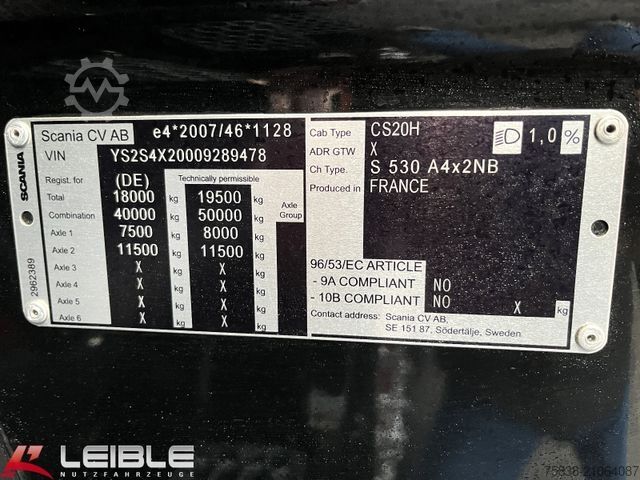 Scania CV AB e4*2007/46*1128
VIN YS2S4X20009289478
Regist. for (DE) Technically permissible
Total 18000 kg 19500 kg
Combination 40000 kg 50000 kg Axle Group
Axle 1 7500 kg 8000 kg
Axle 2 11500 kg 11500 kg
Axle 3 X kg X kg
Axle 4 X kg X kg
Axle 5 X kg X kg
Axle 6 X kg X kg
SCANIA
2962389
Cab Type CS20H 1,0 %
ADR GTW X
Ch Type. S 530 A4x2NB
Produced in FRANCE
96/53/EC ARTICLE
- 9A COMPLIANT NO
- 10B COMPLIANT NO X kg
Contact address: Scania CV AB,
SE 151 87, Södertälje, Sweden
LEIBLE
NUTZFAHRZEUGE
75838-21064087